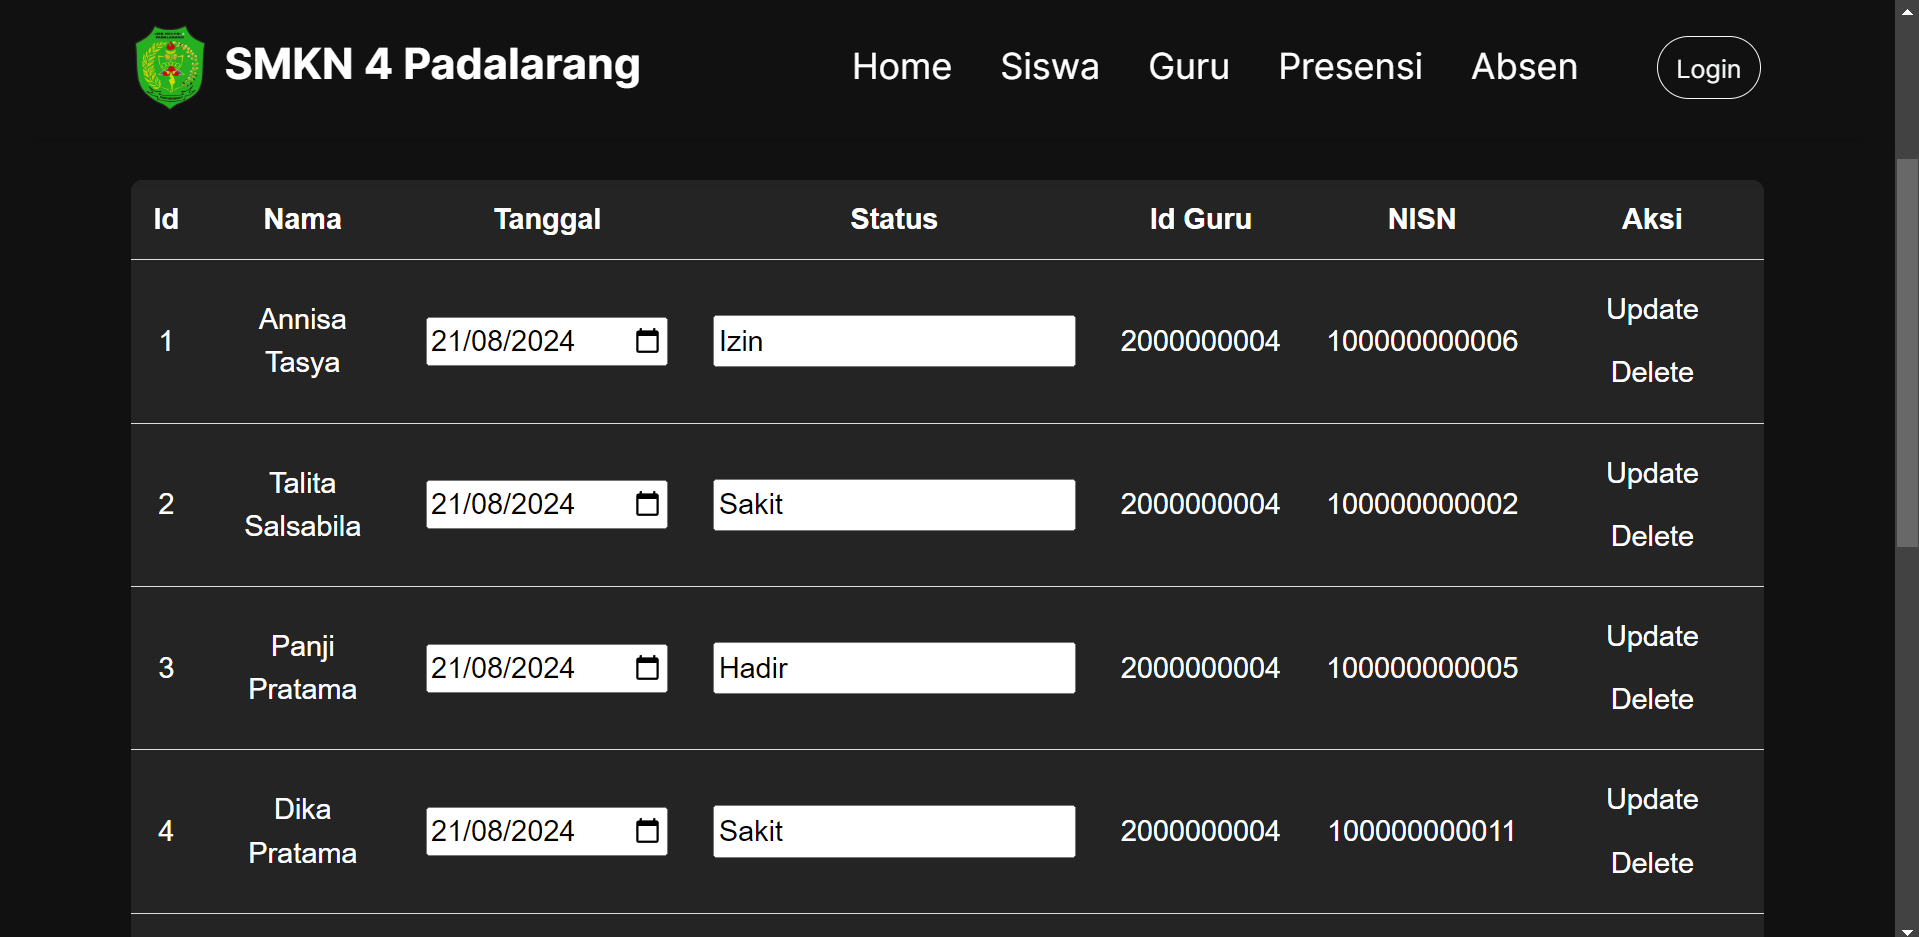 SMKN 4 Padalarang Home Siswa Guru Presensi Absen Login
Id Nama Tanggal Status Id Guru NISN Aksi
1 Annisa Tasya 21/08/2024 Izin 2000000004 100000000006 Update Delete
2 Talita Salsabila 21/08/2024 Sakit 2000000004 100000000002 Update Delete
3 Panji Pratama 21/08/2024 Hadir 2000000004 100000000005 Update Delete
4 Dika Pratama 21/08/2024 Sakit 2000000004 100000000011 Update Delete